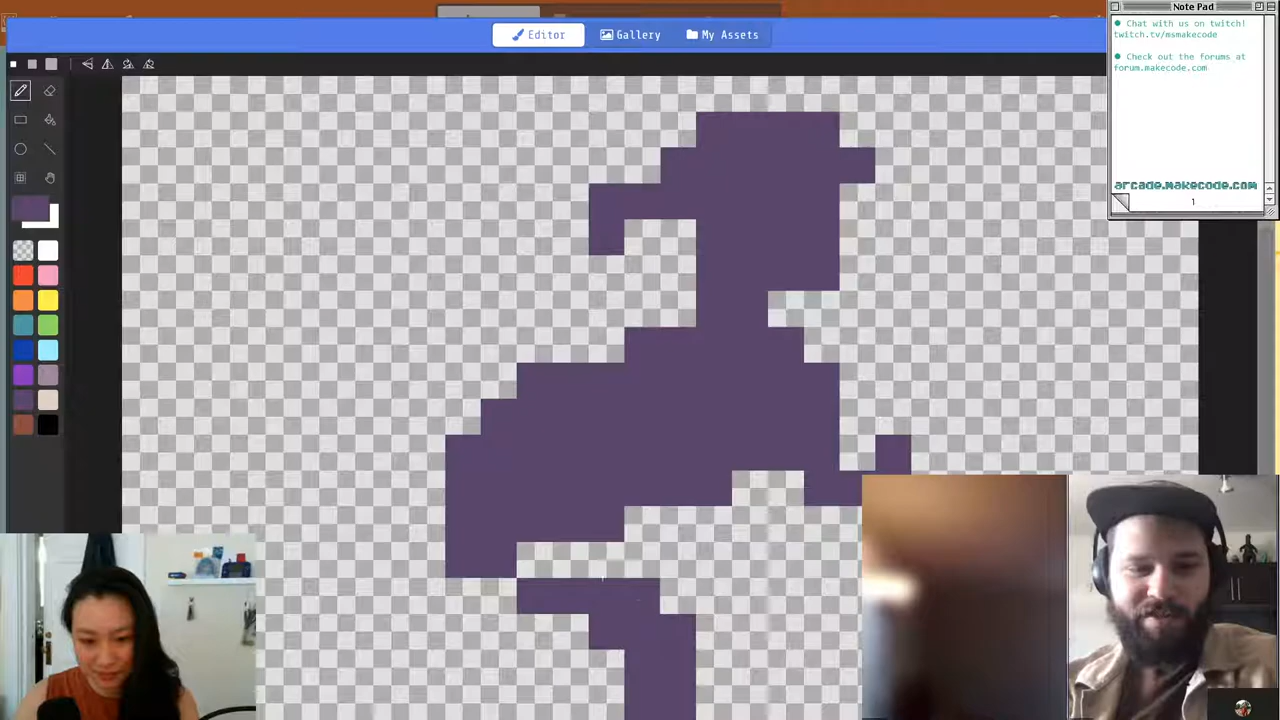 Editor
Gallery
My Assets
Note Pad
Chat with us on twitch!
twitch.tv/msmakecode
Check out the forums at
forum.makecode.com
arcade.makecode.com
1